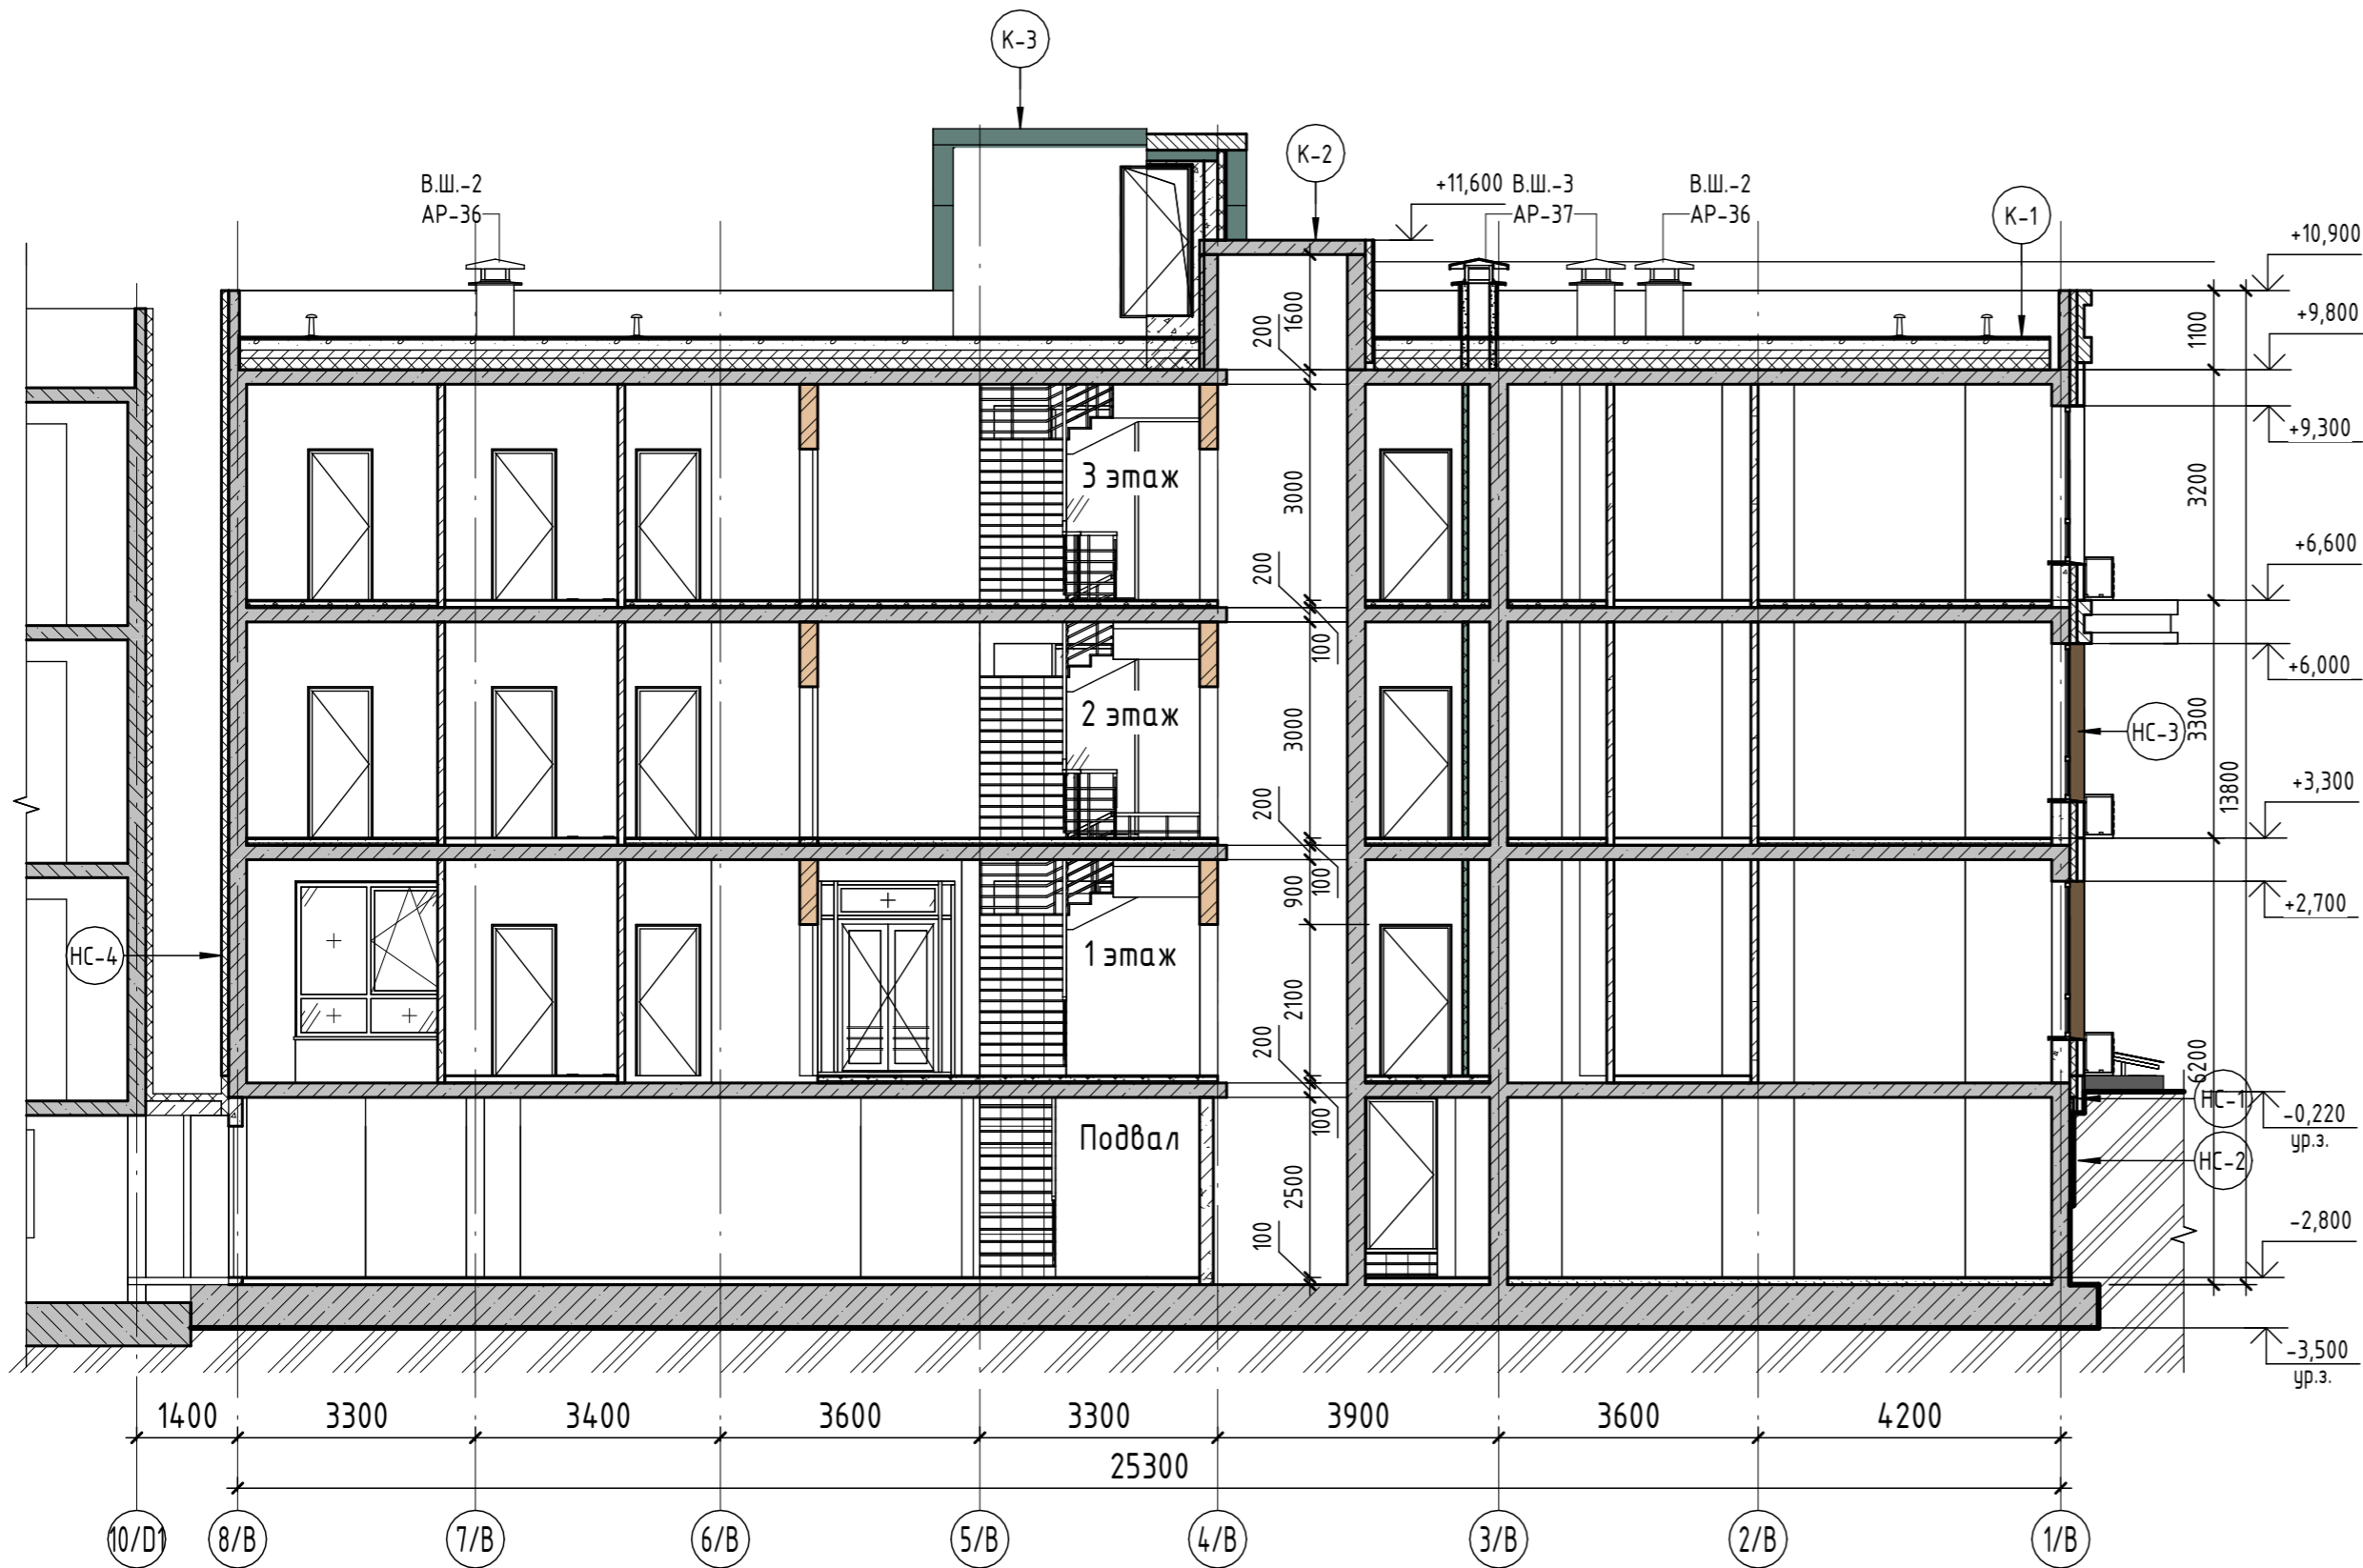 К-3
К-2
В.Ш.-2
АР-36
+11,600
В.Ш.-3
АР-37
В.Ш.-2
АР-36
К-1
+10,900
+9,800
+9,300
+6,600
+6,000
+3,300
+2,700
-0,220
ур.з.
-2,800
-3,500
ур.з.
1100
3200
3300
13800
6200
200
1600
3000
200
100
3000
200
100
900
2100
200
100
2500
100
3 этаж
2 этаж
1 этаж
Подвал
НС-4
НС-3
НС-1
НС-2
1400
3300
3400
3600
3300
3900
3600
4200
25300
10/D1
8/В
7/В
6/В
5/В
4/В
3/В
2/В
1/В